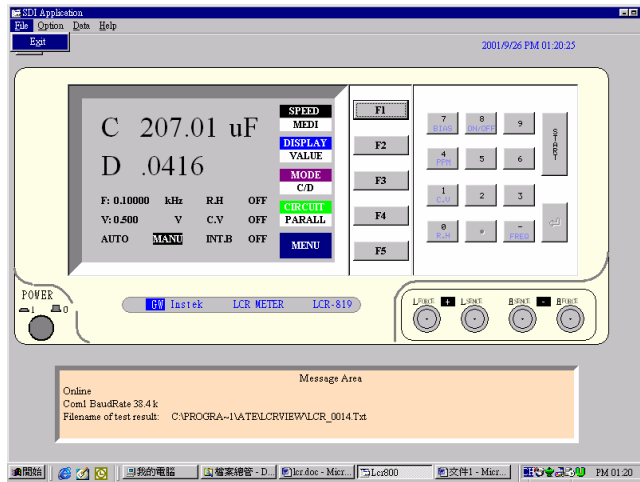 SDI Application
File Option Data Help
Exit
2001/9/26 PM 01:20:25
C 207.01 uF
D .0416
F: 0.10000 kHz R.H OFF
V: 0.500 V C.V OFF
AUTO MANU INT.B OFF
SPEED
MEDI
DISPLAY
VALUE
MODE
C/D
CIRCUIT
PARALL
MENU
F1
F2
F3
F4
F5
7 8 9
BIAS ON/OFF
4 5 6
PPM
1 2 3
C.V
0 . -
R.H FREQ
START
POWER
1 0
GW Instek LCR METER LCR-819
LFORCE + LSENCE HSENCE - HFORCE
Message Area
Online
Com1 BaudRate 38.4 k
Filename of test result: C:\PROGRA~1\ATE\LCRVIEW\LCR_0014.Txt
開始 我的電腦 檔案總管 - D... lcr.doc - Micr... Lcr800 文件1 - Micr... PM 01:20